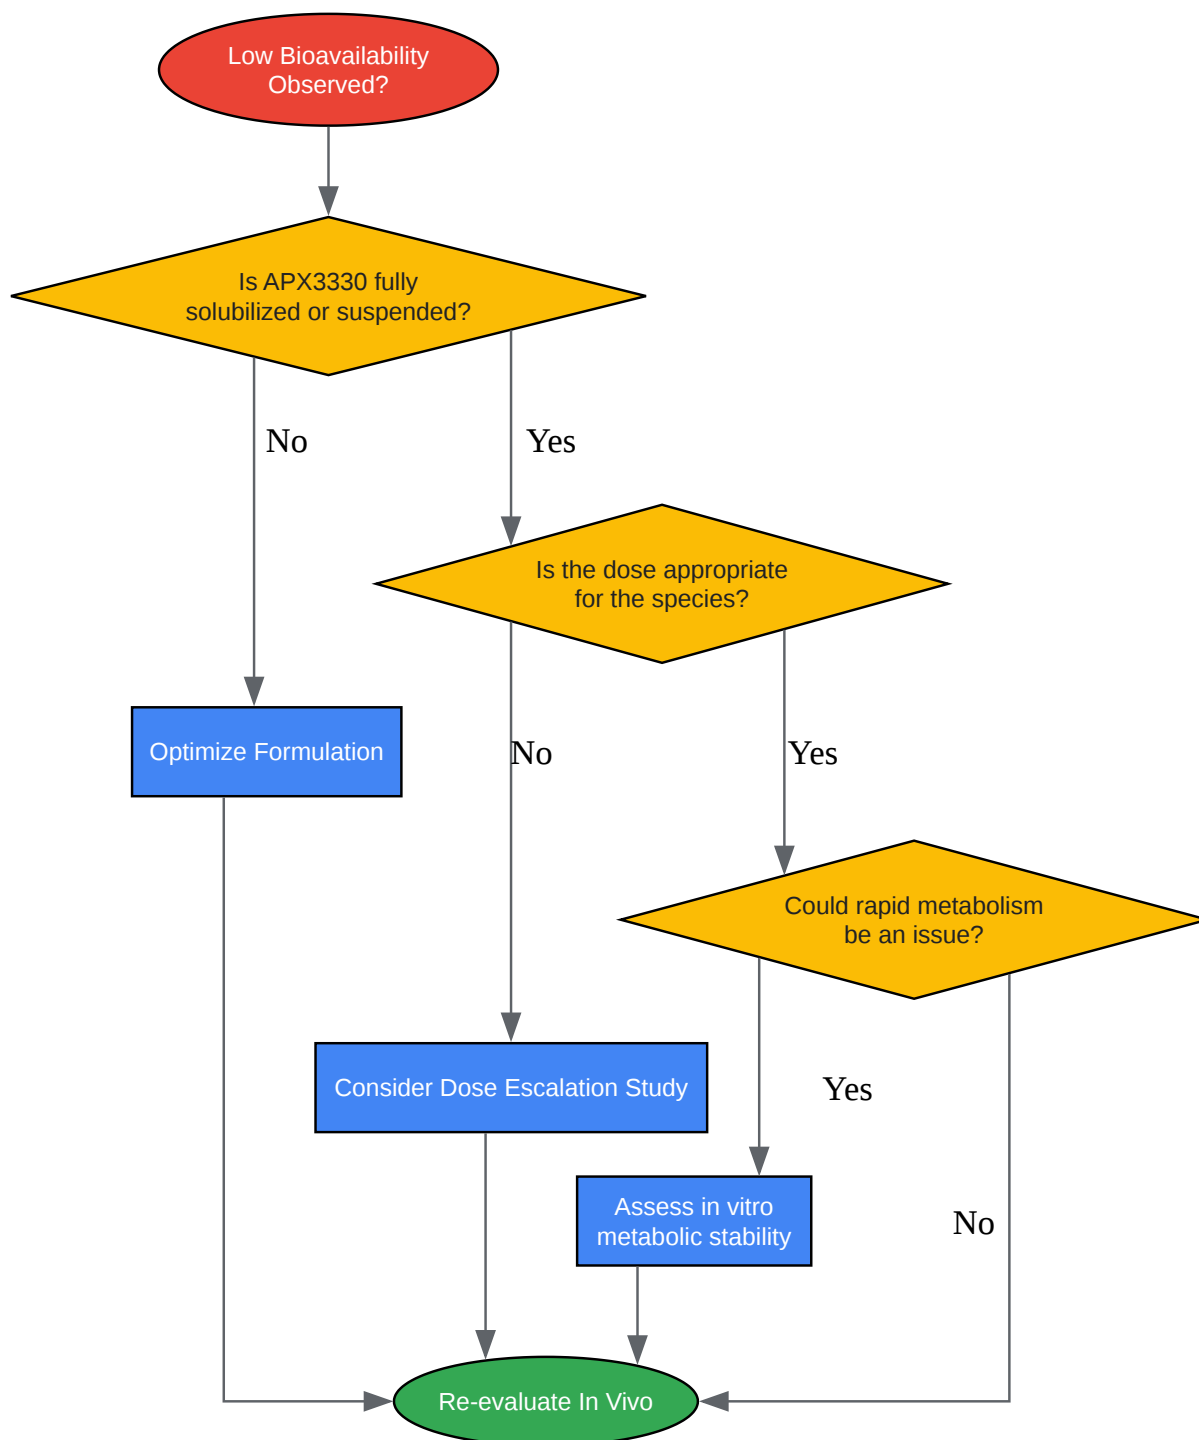 Low Bioavailability
Observed?
Is APX3330 fully
solubilized or suspended?
No
Yes
Is the dose appropriate
for the species?
Optimize Formulation
No
Yes
Could rapid metabolism
be an issue?
Consider Dose Escalation Study
Yes
Assess in vitro
metabolic stability
No
Re-evaluate In Vivo